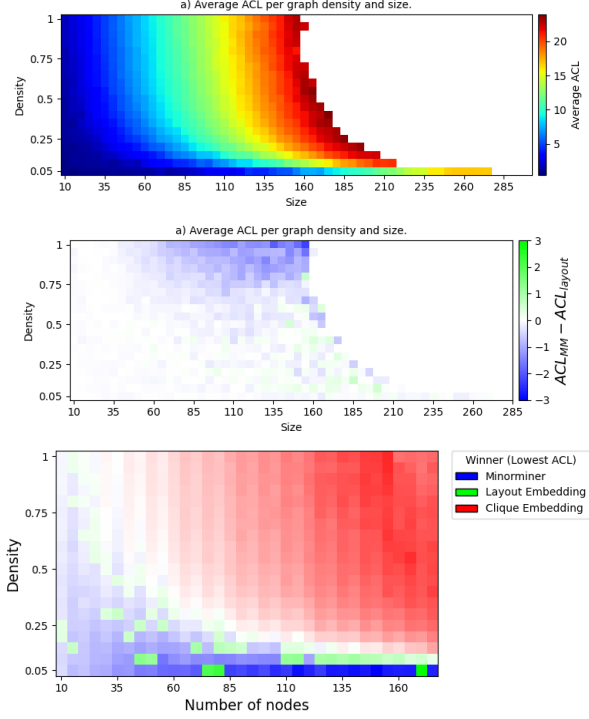 a) Average ACL per graph density and size.
1
0.75
0.5
0.25
0.05
Density
10 35 60 85 110 135 160 185 210 235 260 285
Size
20
15
10
5
Average ACL
a) Average ACL per graph density and size.
1
0.75
0.5
0.25
0.05
Density
10 35 60 85 110 135 160 185 210 235 260 285
Size
3
2
1
0
−1
−2
−3
ACL_MM − ACL_layout
1
0.75
0.5
0.25
0.05
Density
10 35 60 85 110 135 160
Number of nodes
Winner (Lowest ACL)
Minorminer
Layout Embedding
Clique Embedding